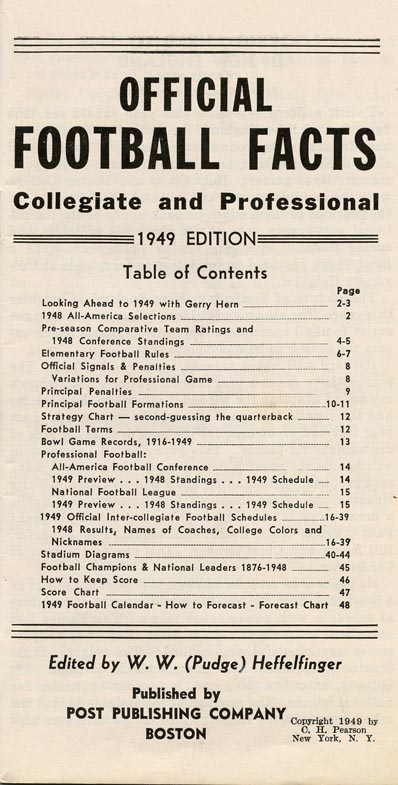 OFFICIAL
FOOTBALL FACTS
Collegiate and Professional
1949 EDITION
Table of Contents
Page
Looking Ahead to 1949 with Gerry Hern 2-3
1948 All-America Selections 2
Pre-season Comparative Team Ratings and
1948 Conference Standings 4-5
Elementary Football Rules 6-7
Official Signals & Penalties 8
Variations for Professional Game 8
Principal Penalties 9
Principal Football Formations 10-11
Strategy Chart — second-guessing the quarterback 12
Football Terms 12
Bowl Game Records, 1916-1949 13
Professional Football:
All-America Football Conference 14
1949 Preview . . . 1948 Standings . . . 1949 Schedule 14
National Football League 15
1949 Preview . . . 1948 Standings . . . 1949 Schedule 15
1949 Official Inter-collegiate Football Schedules 16-39
1948 Results, Names of Coaches, College Colors and
Nicknames 16-39
Stadium Diagrams 40-44
Football Champions & National Leaders 1876-1948 45
How to Keep Score 46
Score Chart 47
1949 Football Calendar - How to Forecast - Forecast Chart 48
Edited by W. W. (Pudge) Heffelfinger
Published by
POST PUBLISHING COMPANY
BOSTON
Copyright 1949 by
C. H. Pearson
New York, N. Y.